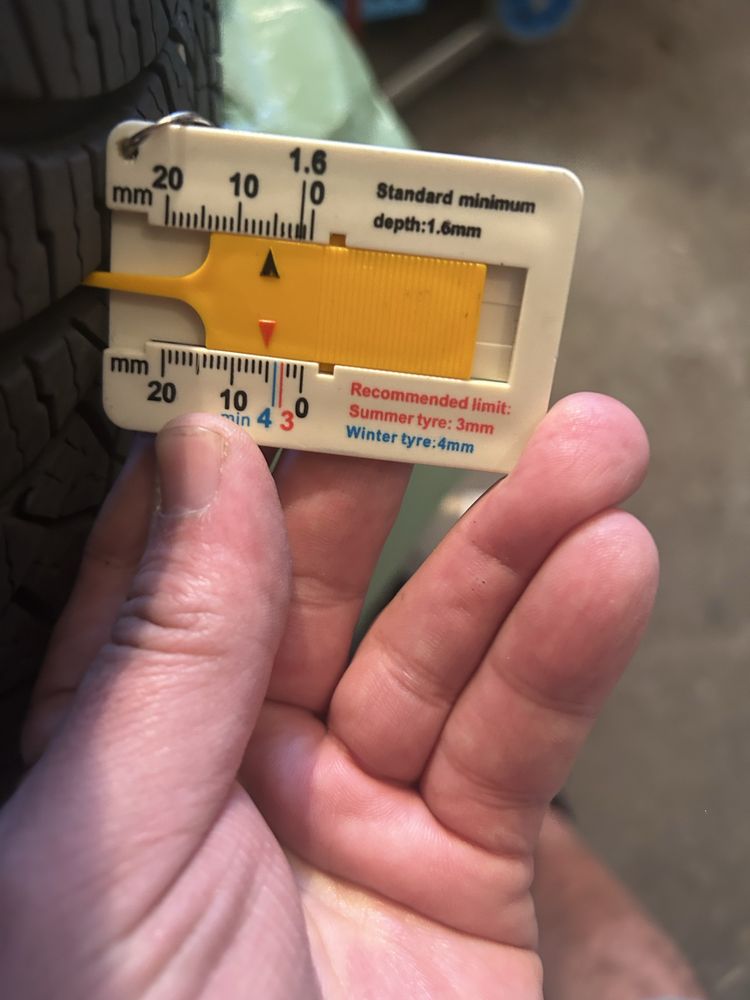 1.6
mm 20 10 0
Standard minimum
depth:1.6mm
mm 20 10 0
min 4 3
Recommended limit:
Summer tyre: 3mm
Winter tyre:4mm